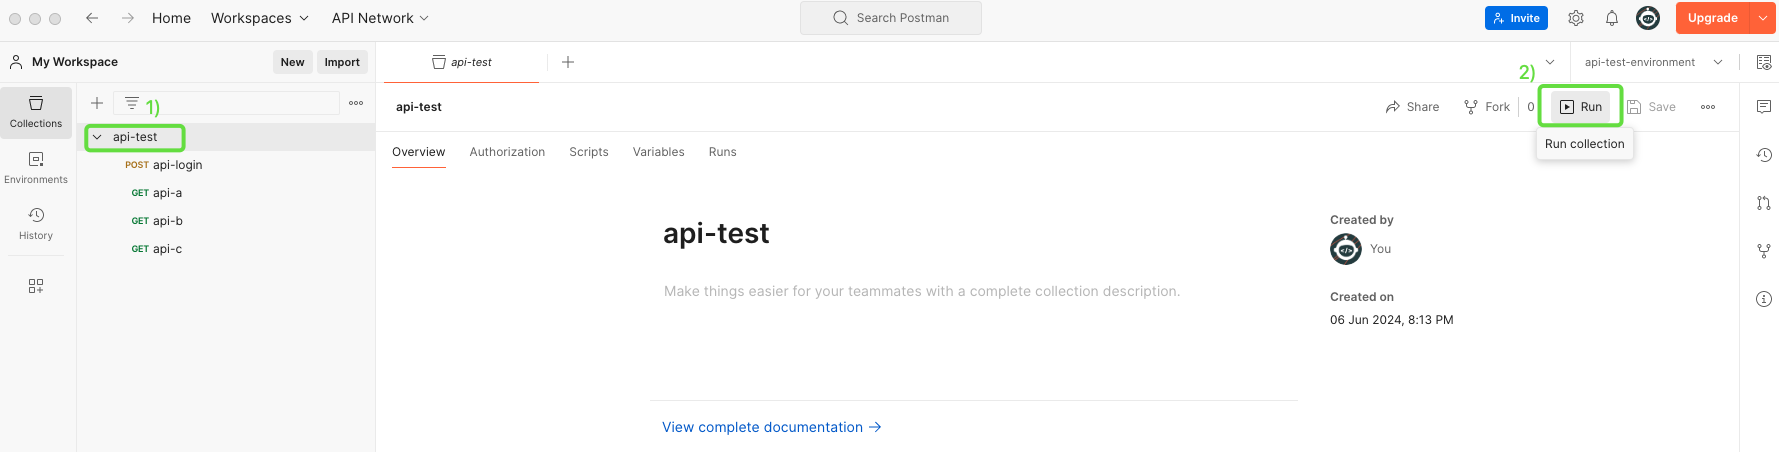 Home Workspaces API Network Search Postman Invite Upgrade
My Workspace New Import api-test api-test-environment
2)
1) api-test Share Fork 0 Run Save
Collections
api-test
Run collection
Overview Authorization Scripts Variables Runs
POST api-login
Environments
GET api-a
GET api-b
History
GET api-c
api-test
Created by
You
Make things easier for your teammates with a complete collection description.
Created on
06 Jun 2024, 8:13 PM
View complete documentation →